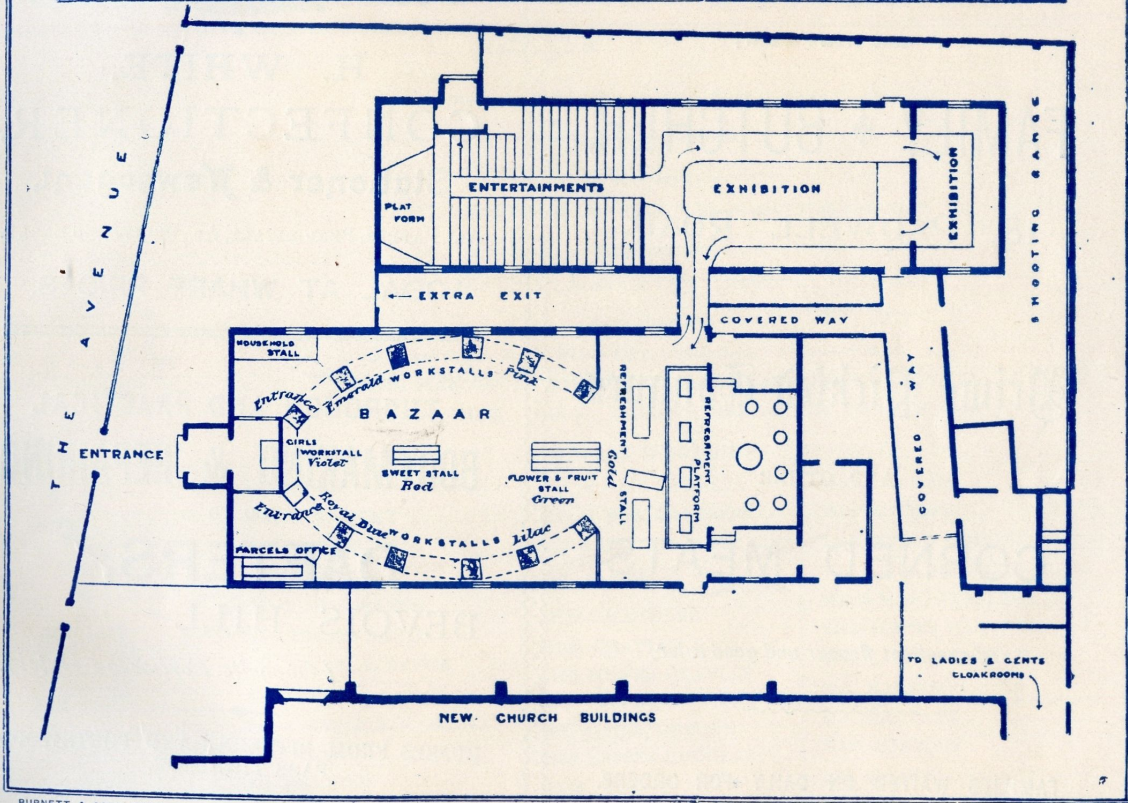 THE AVENUE
ENTRANCE
PLAT
FORM
ENTERTAINMENTS
EXHIBITION
EXHIBITION
SHOOTING RANGE
← EXTRA EXIT
COVERED WAY
COVERED WAY
HOUSEHOLD
STALL
Entrance
Emerald WORKSTALLS Pink
BAZAAR
GIRLS
WORKSTALL
Violet
SWEET STALL
Red
FLOWER & FRUIT
STALL
Green
REFRESHMENT STALL
Gold
REFRESHMENT
PLATFORM
Entrance
Royal Blue WORKSTALLS Lilac
PARCELS OFFICE
TO LADIES & GENTS
CLOAKROOMS
NEW CHURCH BUILDINGS